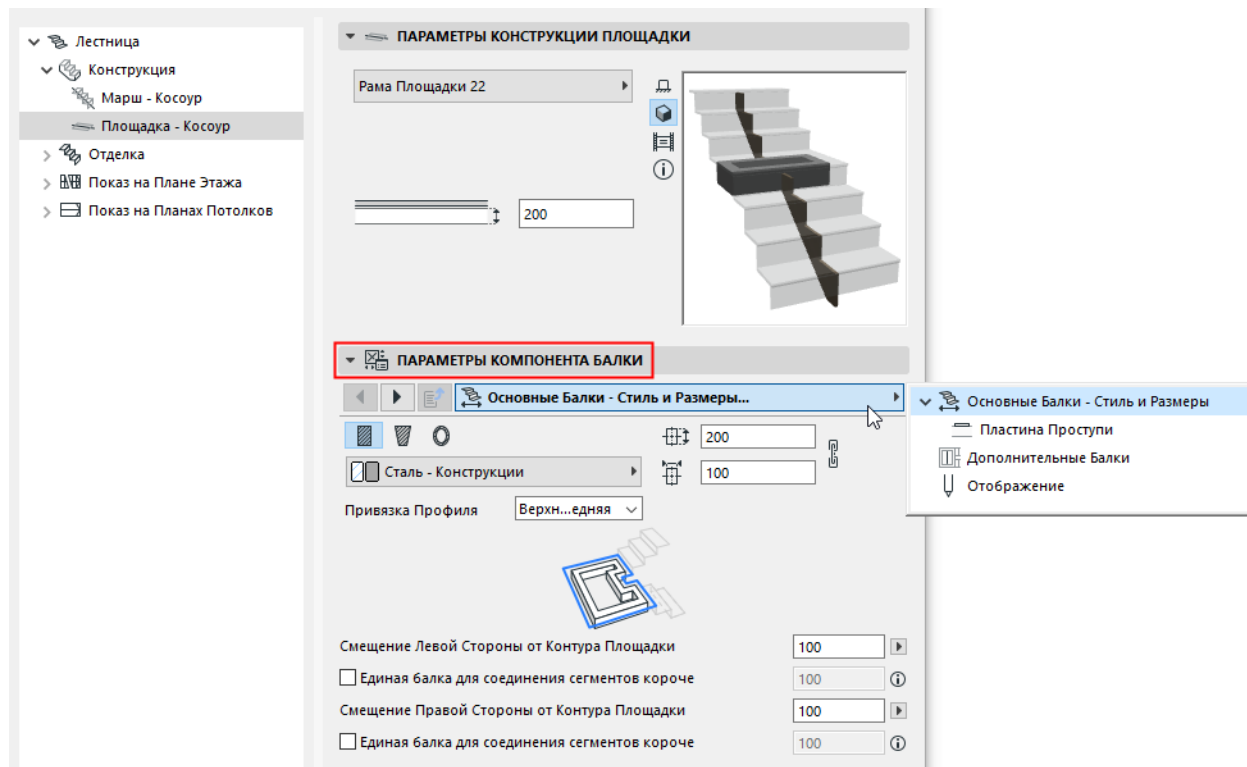 Лестница
Конструкция
Марш - Косоур
Площадка - Косоур
Отделка
Показ на Плане Этажа
Показ на Планах Потолков
ПАРАМЕТРЫ КОНСТРУКЦИИ ПЛОЩАДКИ
Рама Площадки 22
200
ПАРАМЕТРЫ КОМПОНЕНТА БАЛКИ
Основные Балки - Стиль и Размеры...
Основные Балки - Стиль и Размеры
Пластина Проступи
Дополнительные Балки
Отображение
200
Сталь - Конструкции
100
Привязка Профиля Верхн...едняя
Смещение Левой Стороны от Контура Площадки 100
Единая балка для соединения сегментов короче 100
Смещение Правой Стороны от Контура Площадки 100
Единая балка для соединения сегментов короче 100